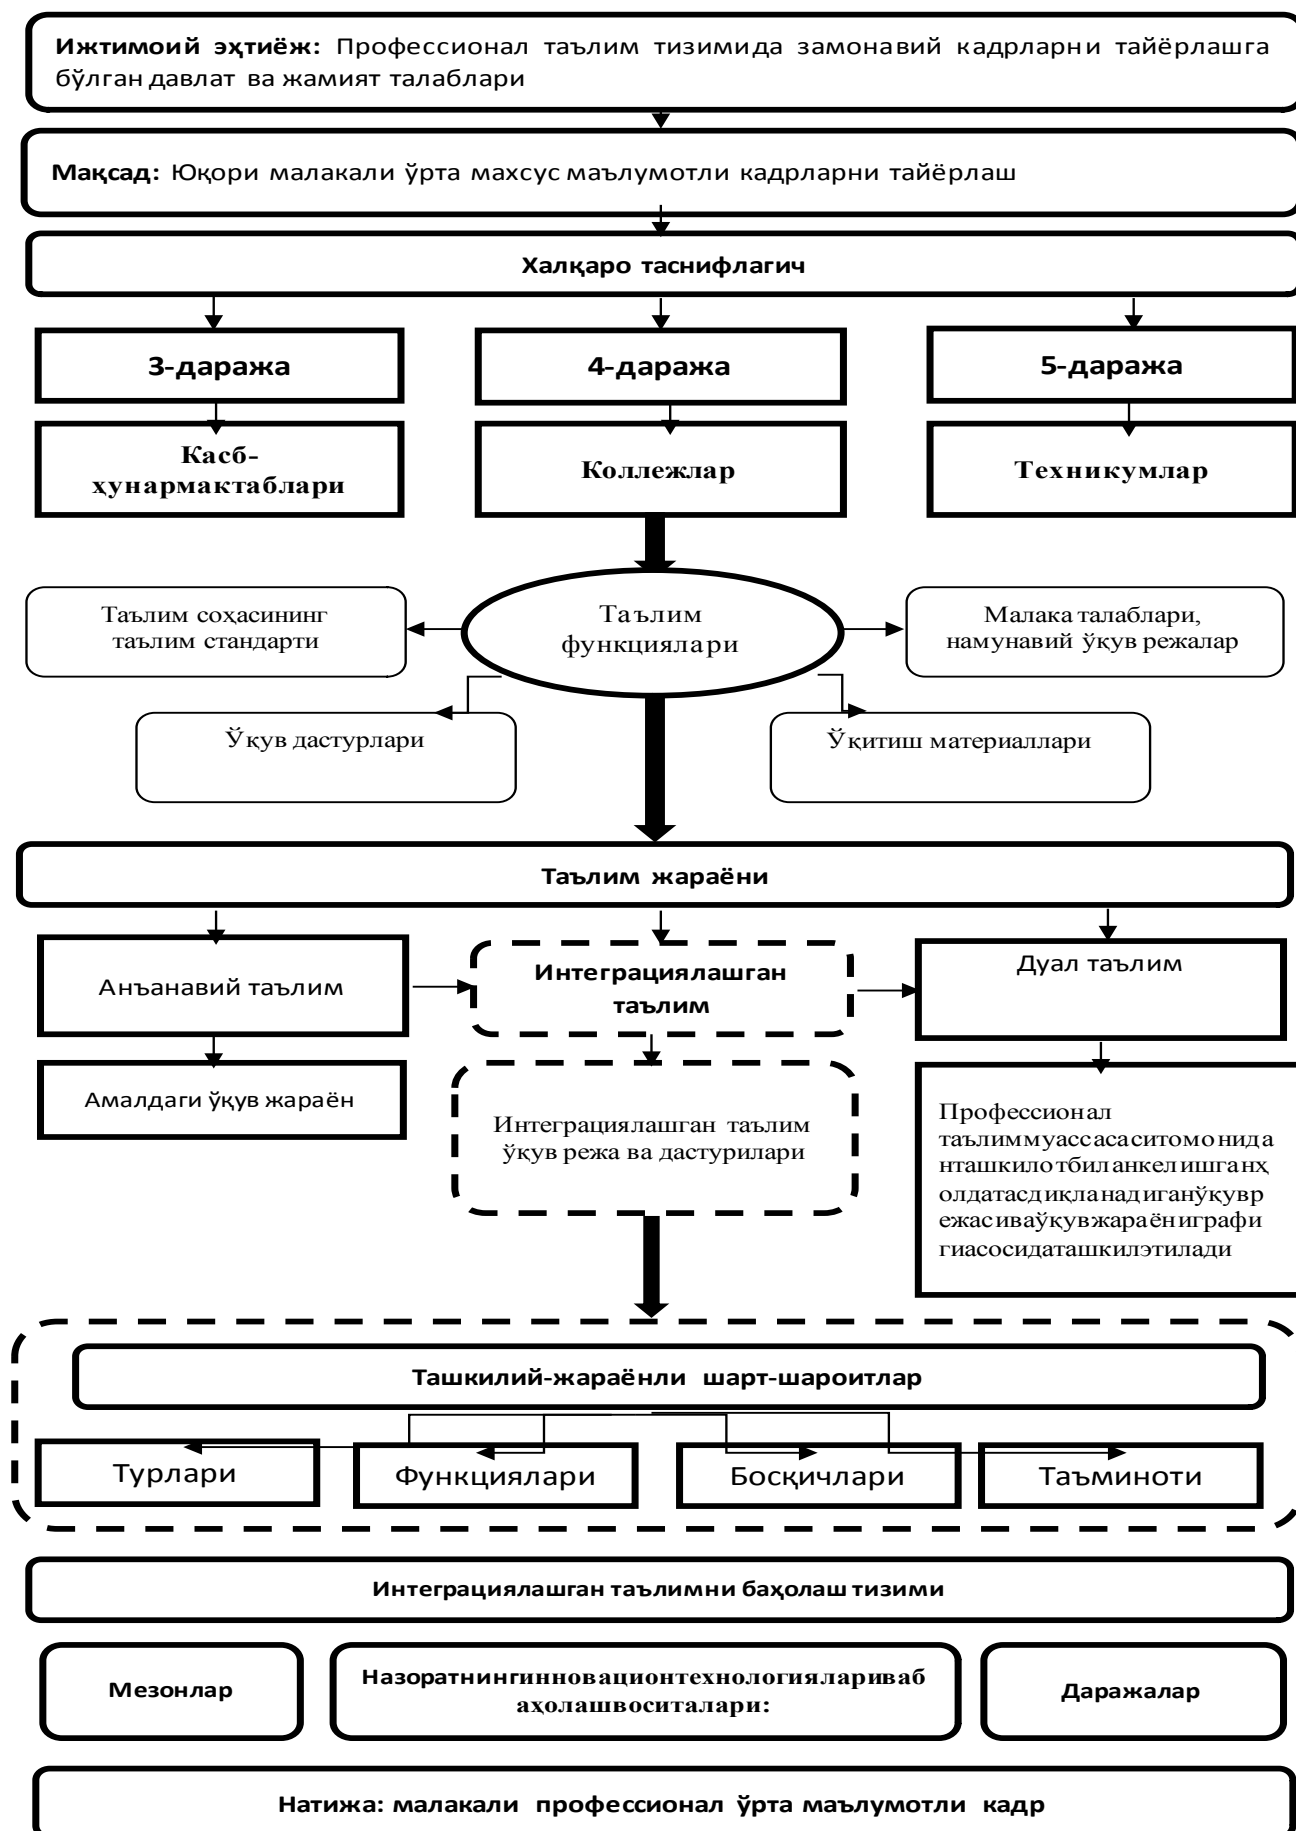 Ижтимоий эҳтиёж: Профессионал таълим тизимида замонавий кадрларни тайёрлашга
бўлган давлат ва жамият талаблари
Мақсад: Юқори малакали ўрта махсус маълумотли кадрларни тайёрлаш
Халқаро таснифлагич
3-даража
4-даража
5-даража
Касб-
ҳунармактаблари
Коллежлар
Техникумлар
Таълим соҳасининг
таълим стандарти
Таълим
функциялари
Малака талаблари,
намунавий ўқув режалар
Ўқув дастурлари
Ўқитиш материаллари
Таълим жараёни
Анъанавий таълим
Интеграциялашган
таълим
Дуал таълим
Амалдаги ўқув жараён
Интеграциялашган таълим
ўқув режа ва дастурилари
Профессионал
таълиммуассасаситомонида
нташкилотбиланкелишганҳ
олдатасдиқланадиганўқувр
ежасиваўқувжараёниграфи
гиасосидаташкилэтилади
Ташкилий-жараёнли шарт-шароитлар
Турлари
Функциялари
Босқичлари
Таъминоти
Интеграциялашган таълимни баҳолаш тизими
Мезонлар
Назоратнингинновационтехнологиялариваб
аҳолашвоситалари:
Даражалар
Натижа: малакали профессионал ўрта маълумотли кадр